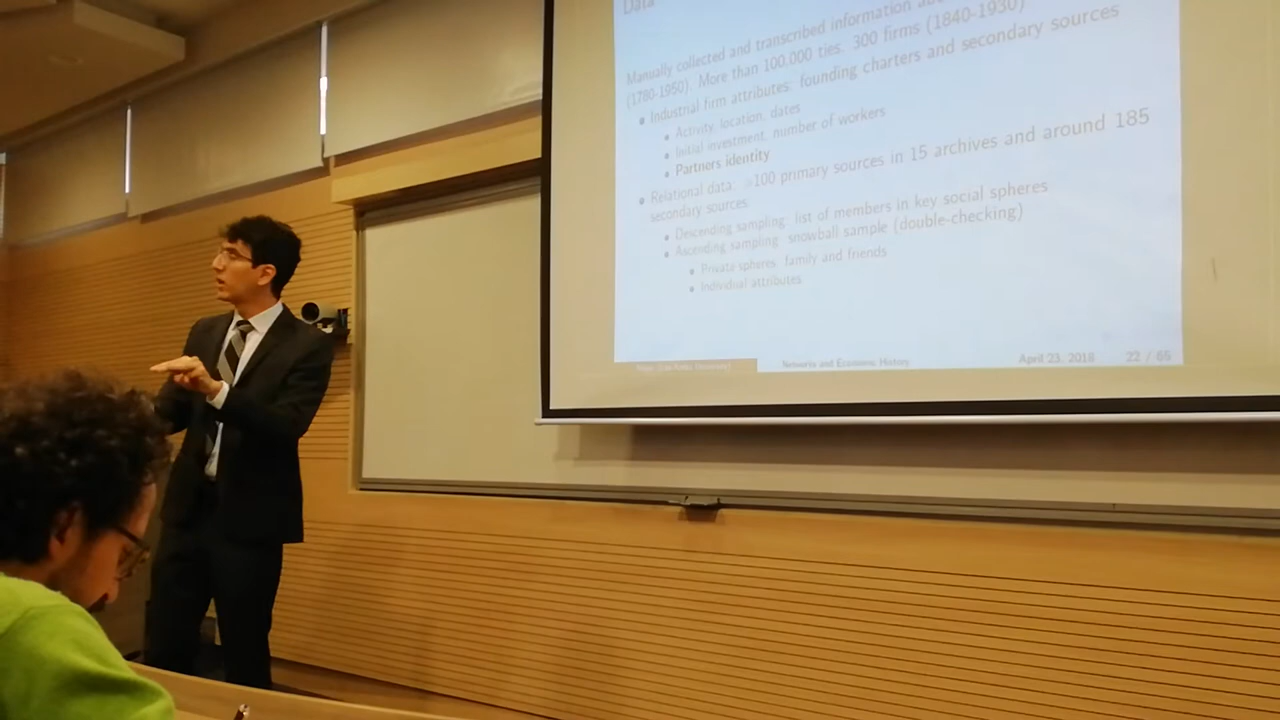 Data
Manually collected and transcribed information
(1780-1950). More than 100.000 ties. 300 firms (1840-1930)
Industrial firm attributes: founding charters and secondary sources
Activity, location, dates
Initial investment, number of workers
Partners identity
Relational data: 100 primary sources in 15 archives and around 185
secondary sources.
Descending sampling: list of members in key social spheres
Ascending sampling: snowball sample (double-checking)
Private spheres: family and friends
Individual attributes
Networks and Economic History
April 23, 2018
22 / 65